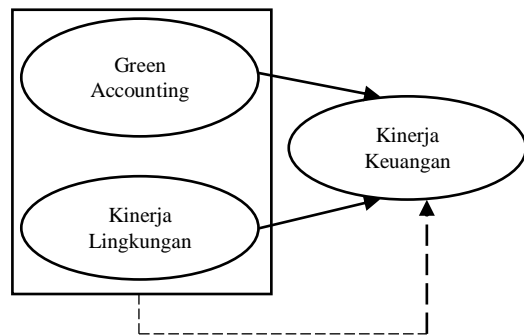 Green
Accounting
Kinerja
Keuangan
Kinerja
Lingkungan